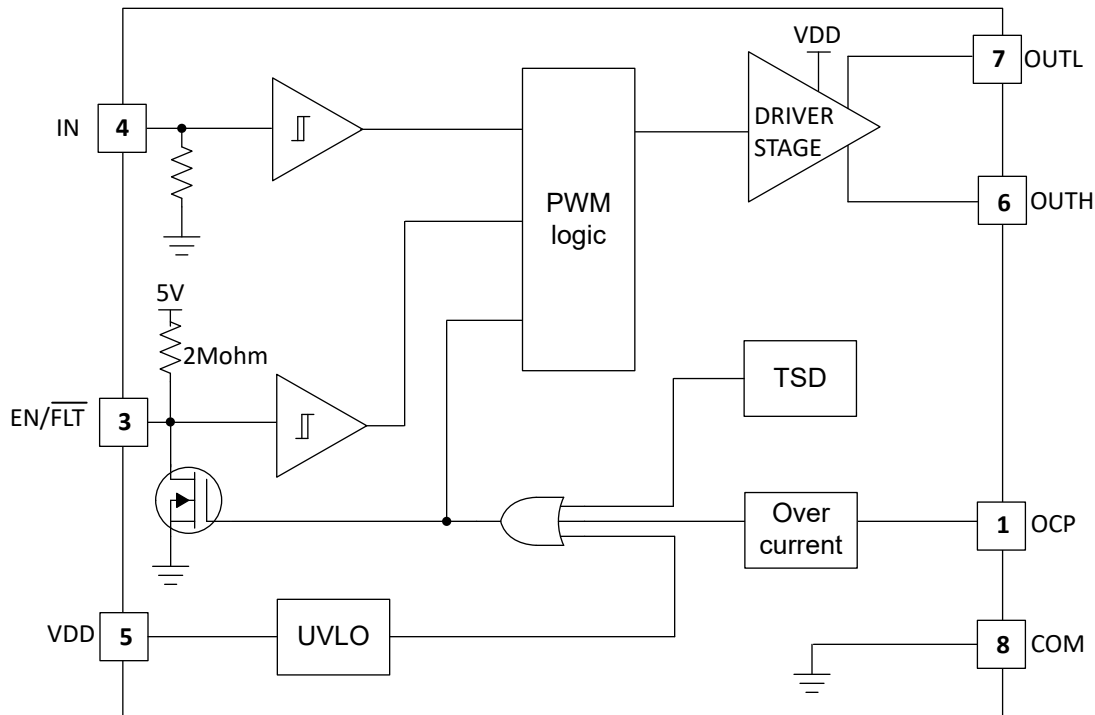 VDD
7 OUTL
IN 4
DRIVER
STAGE
PWM
logic
6 OUTH
5V
2Mohm
TSD
EN/FLT 3
Over
current
1 OCP
VDD 5
UVLO
8 COM